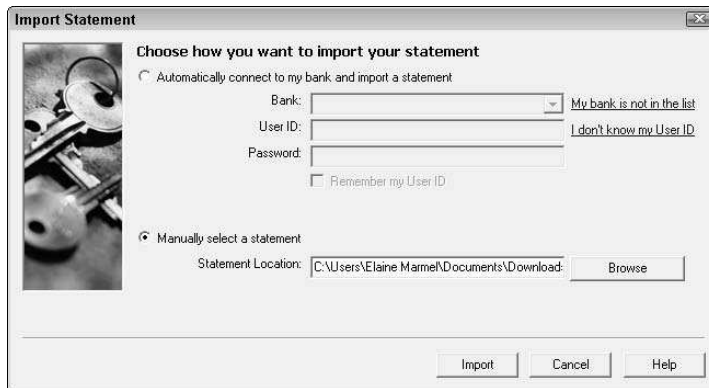 Import Statement
Choose how you want to import your statement
Automatically connect to my bank and import a statement
Bank: My bank is not in the list
User ID: I don't know my User ID
Password:
Remember my User ID
Manually select a statement
Statement Location: C:\Users\Elaine Marmel\Documents\Download Browse
Import Cancel Help